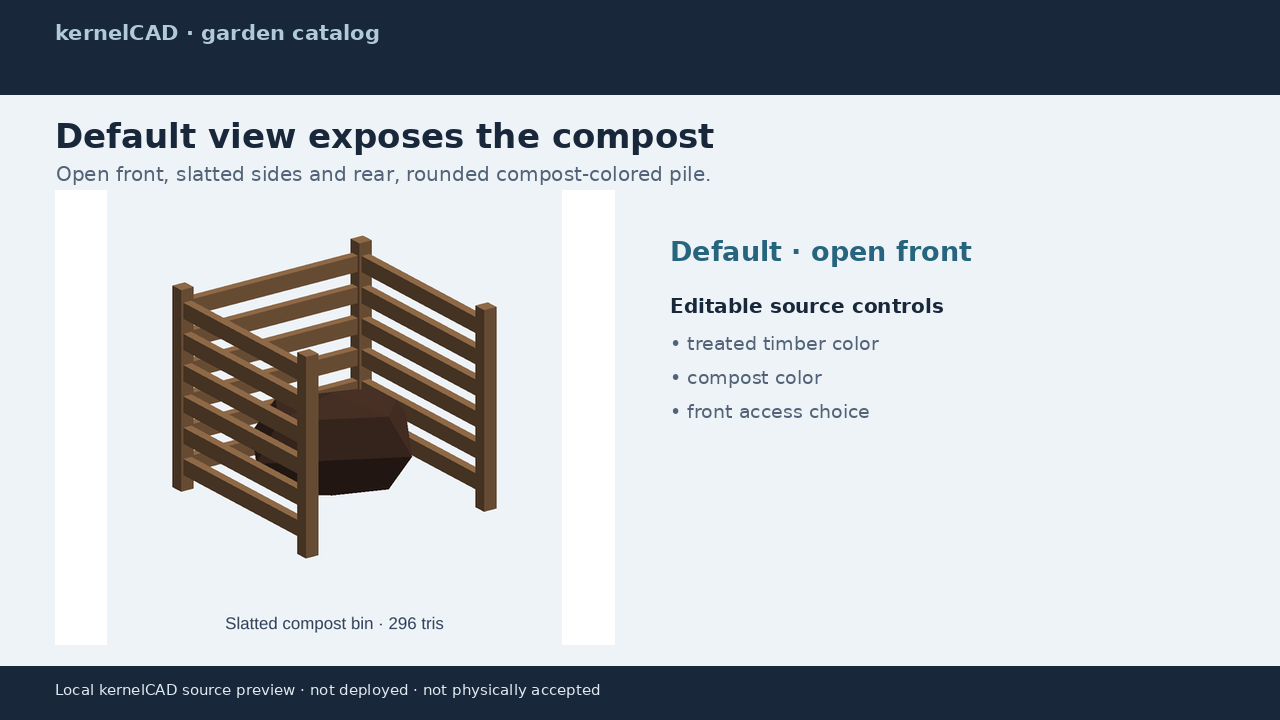 kernelCAD · garden catalog
Default view exposes the compost
Open front, slatted sides and rear, rounded compost-colored pile.
Default · open front
Editable source controls
• treated timber color
• compost color
• front access choice
Slatted compost bin · 296 tris
Local kernelCAD source preview · not deployed · not physically accepted